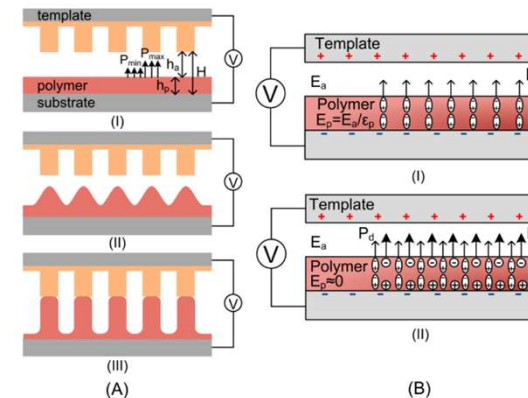 template
P_min P_max h_a H V
polymer h_p
substrate
(I)
V
(II)
V
(III)
(A)
Template
+ + + + + + + +
E_a
V
Polymer
E_p=E_a/ε_p
- - - - - - - -
(I)
Template
+ + + + + + + +
E_a P_d
V
Polymer
E_p≈0
- - - - - - - -
(II)
(B)